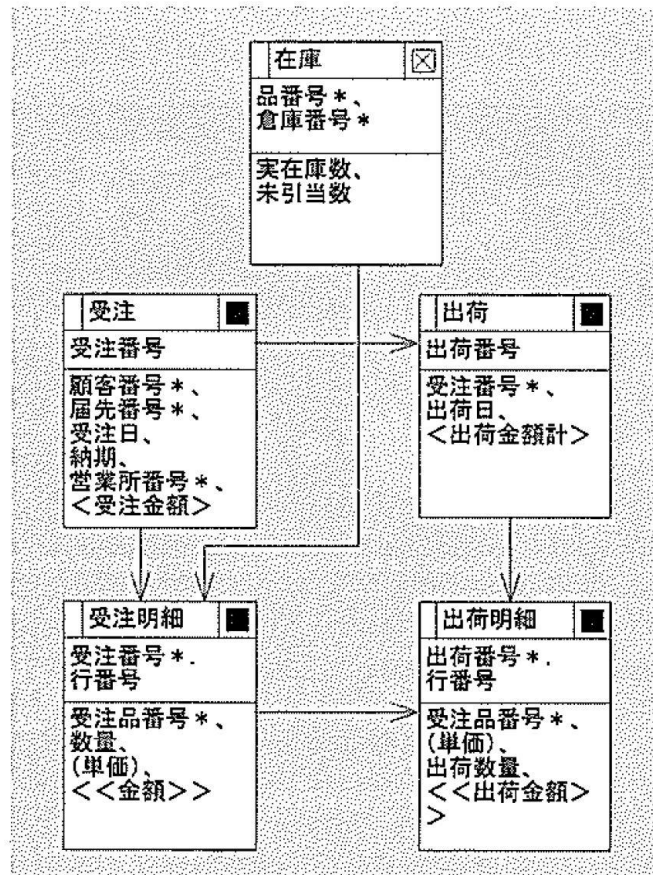 在庫
品番号*、
倉庫番号*
実在庫数、
未引当数
受注
受注番号
顧客番号*、
届先番号*、
受注日、
納期、
営業所番号*、
<受注金額>
出荷
出荷番号
受注番号*、
出荷日、
<出荷金額計>
受注明細
受注番号*.
行番号
受注品番号*、
数量、
(単価)、
<<金額>>
出荷明細
出荷番号*.
行番号
受注品番号*、
(単価)、
出荷数量、
<<出荷金額>
>